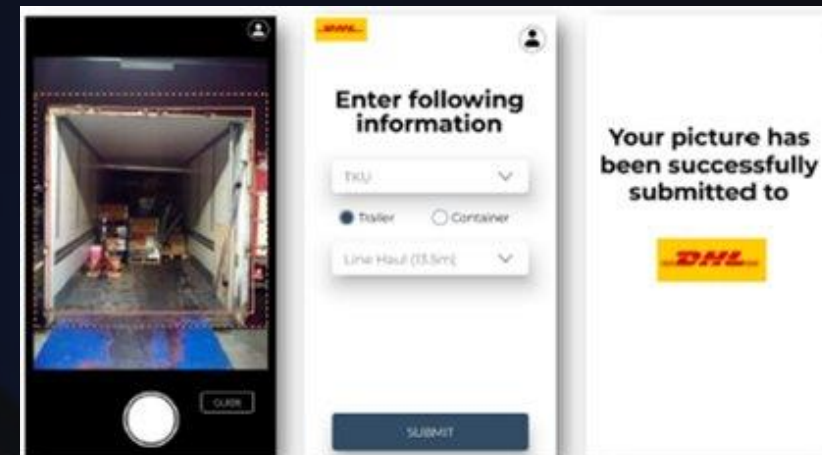 GUIDE
DHL
Enter following
information
TKU
Trailer
Container
Line Haul (13.5m)
SUBMIT
Your picture has
been successfully
submitted to
DHL